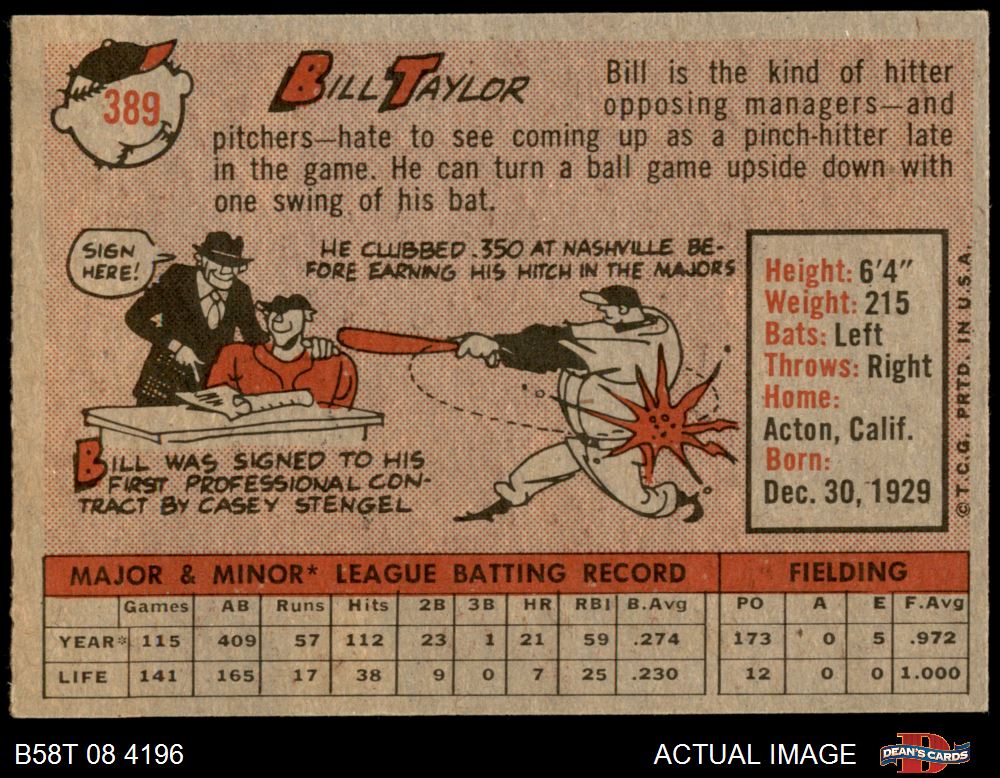 389
BILL TAYLOR
Bill is the kind of hitter
opposing managers—and
pitchers—hate to see coming up as a pinch-hitter late
in the game. He can turn a ball game upside down with
one swing of his bat.
SIGN
HERE!
HE CLUBBED .350 AT NASHVILLE BE-
FORE EARNING HIS HITCH IN THE MAJORS
BILL WAS SIGNED TO HIS
FIRST PROFESSIONAL CON-
TRACT BY CASEY STENGEL
Height: 6'4"
Weight: 215
Bats: Left
Throws: Right
Home:
Acton, Calif.
Born:
Dec. 30, 1929
©T.C.G. PRTD. IN U.S.A.
MAJOR & MINOR* LEAGUE BATTING RECORD FIELDING
Games AB Runs Hits 2B 3B HR RBI B.Avg PO A E F.Avg
YEAR* 115 409 57 112 23 1 21 59 .274 173 0 5 .972
LIFE 141 165 17 38 9 0 7 25 .230 12 0 0 1.000
B58T 08 4196 ACTUAL IMAGE DEAN'S CARDS